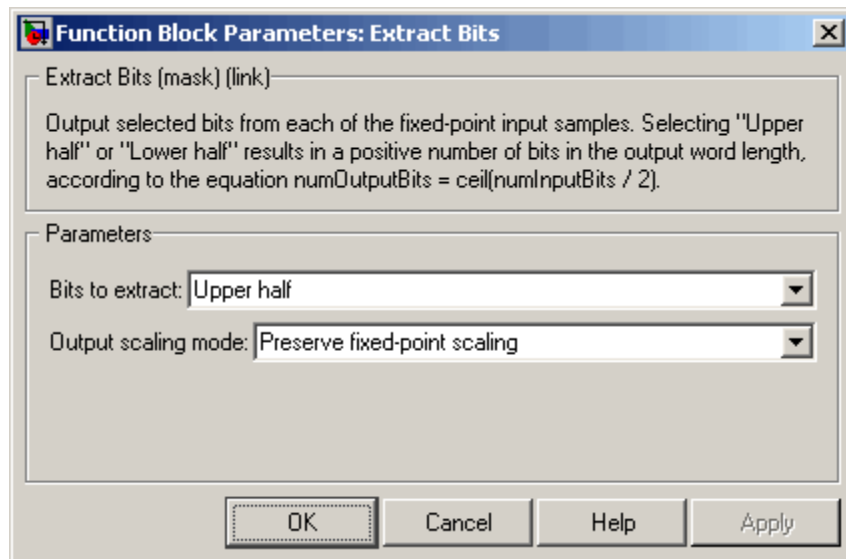 Function Block Parameters: Extract Bits
Extract Bits (mask) (link)
Output selected bits from each of the fixed-point input samples. Selecting "Upper
half" or "Lower half" results in a positive number of bits in the output word length,
according to the equation numOutputBits = ceil(numInputBits / 2).
Parameters
Bits to extract: Upper half
Output scaling mode: Preserve fixed-point scaling
OK Cancel Help Apply